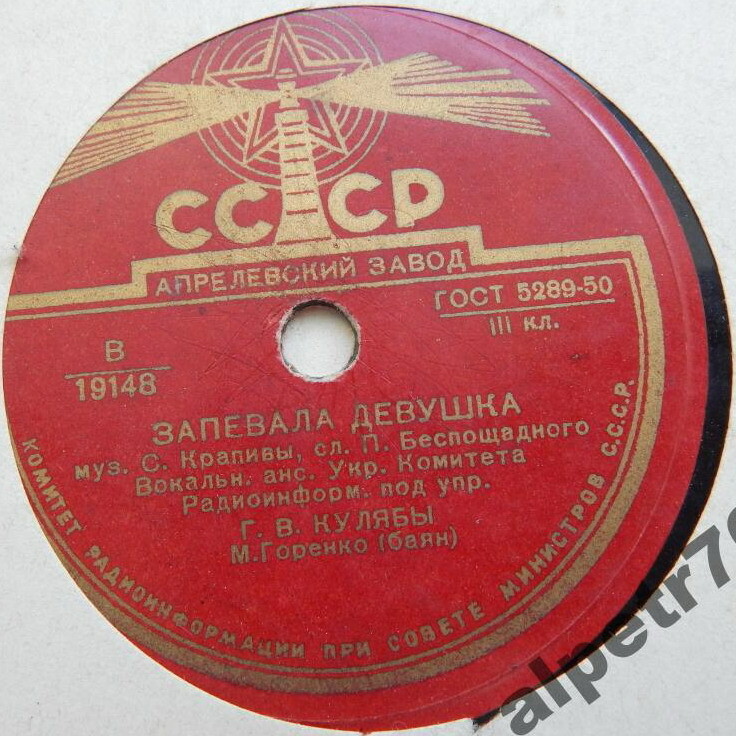 СССР
АПРЕЛЕВСКИЙ ЗАВОД
ГОСТ 5289-50
III кл.
В
19148
ЗАПЕВАЛА ДЕВУШКА
муз. С. Крапивы, сл. П. Беспощадного
Вокальн. анс. Укр. Комитета
Радиоинформ. под упр.
Г. В. КУЛЯБЫ
М.Горенко (баян)
КОМИТЕТ РАДИОИНФОРМАЦИИ ПРИ СОВЕТЕ МИНИСТРОВ С.С.С.Р.